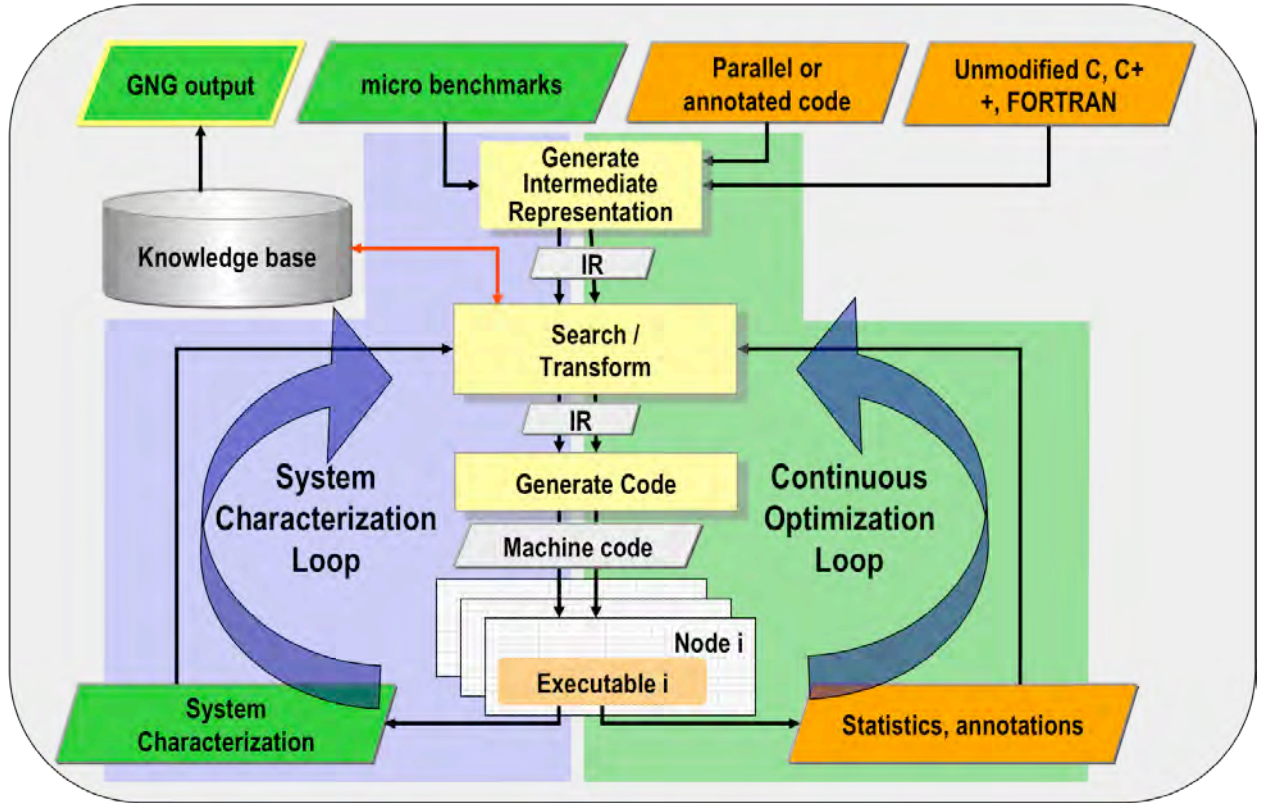 GNG output
micro benchmarks
Parallel or
annotated code
Unmodified C, C+
+, FORTRAN
Generate
Intermediate
Representation
Knowledge base
IR
Search /
Transform
IR
System
Characterization
Loop
Generate Code
Continuous
Optimization
Loop
Machine code
Node i
Executable i
System
Characterization
Statistics, annotations